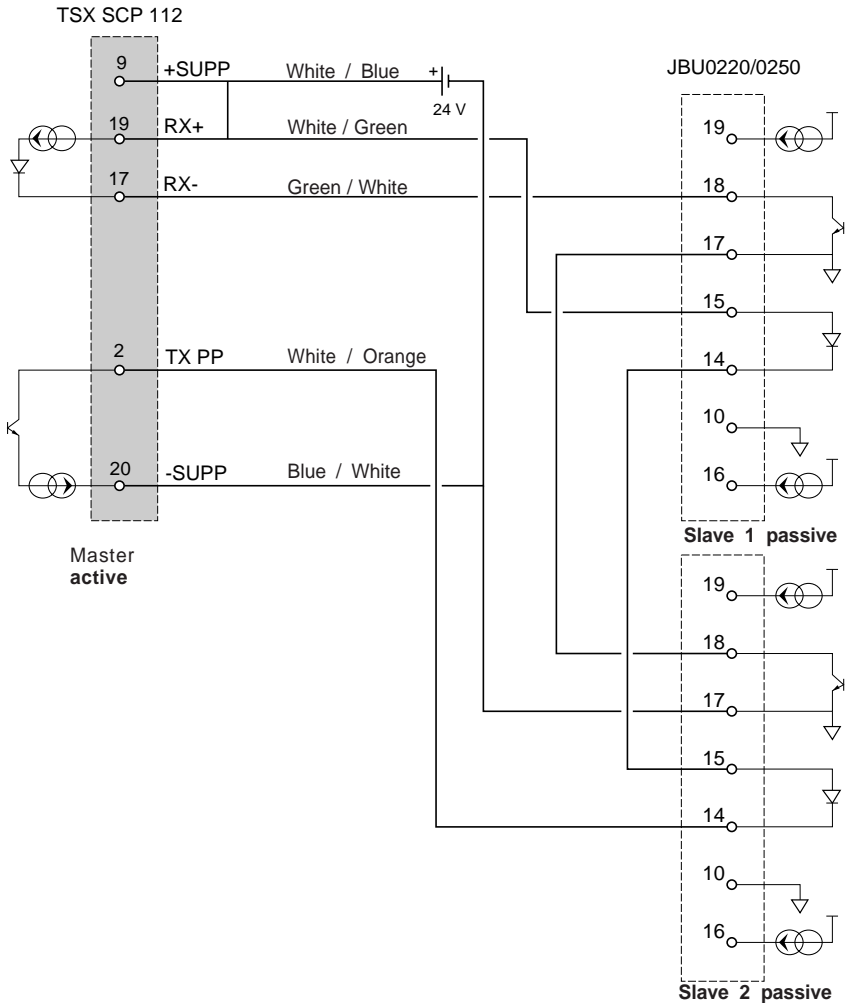 TSX SCP 112
9 +SUPP White / Blue + 24 V
19 RX+ White / Green
17 RX- Green / White
2 TX PP White / Orange
20 -SUPP Blue / White
Master
active
JBU0220/0250
19
18
17
15
14
10
16
Slave 1 passive
19
18
17
15
14
10
16
Slave 2 passive